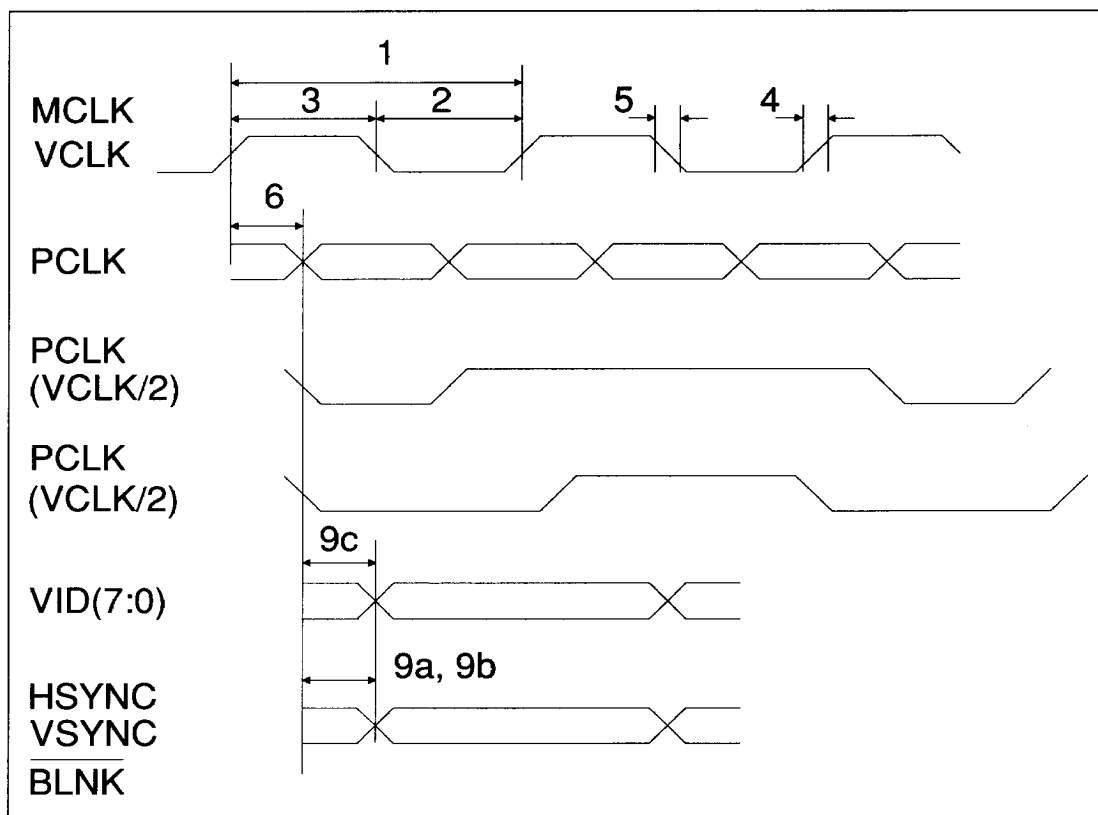 1
3 2 5 4
MCLK
VCLK
6
PCLK
PCLK
(VCLK/2)
PCLK
(VCLK/2)
9c
VID(7:0)
9a, 9b
HSYNC
VSYNC
BLNK